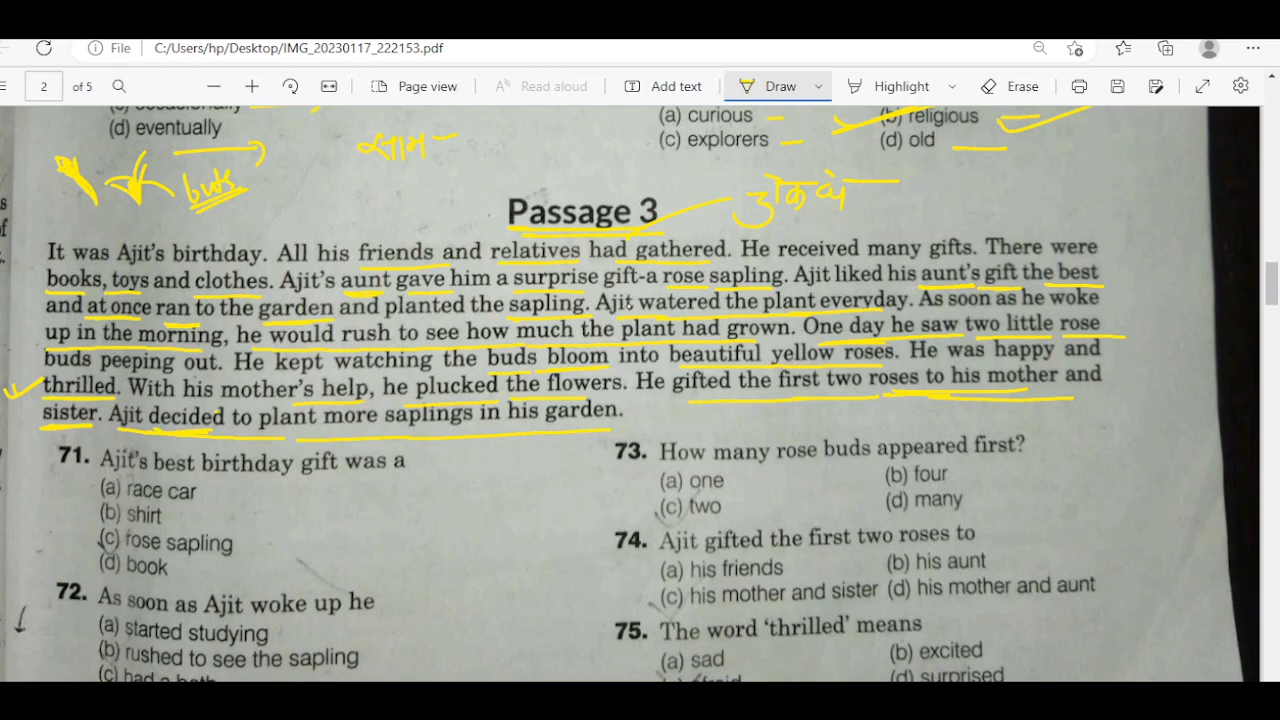 File C:/Users/hp/Desktop/IMG_20230117_222153.pdf
2 of 5 Page view Read aloud Add text Draw Highlight Erase
(d) eventually
(a) curious (b) religious
(c) explorers (d) old
buds
Passage 3
It was Ajit's birthday. All his friends and relatives had gathered. He received many gifts. There were
books, toys and clothes. Ajit's aunt gave him a surprise gift-a rose sapling. Ajit liked his aunt's gift the best
and at once ran to the garden and planted the sapling. Ajit watered the plant everyday. As soon as he woke
up in the morning, he would rush to see how much the plant had grown. One day he saw two little rose
buds peeping out. He kept watching the buds bloom into beautiful yellow roses. He was happy and
thrilled. With his mother's help, he plucked the flowers. He gifted the first two roses to his mother and
sister. Ajit decided to plant more saplings in his garden.
71. Ajit's best birthday gift was a
(a) race car
(b) shirt
(c) rose sapling
(d) book
72. As soon as Ajit woke up he
(a) started studying
(b) rushed to see the sapling
73. How many rose buds appeared first?
(a) one (b) four
(c) two (d) many
74. Ajit gifted the first two roses to
(a) his friends (b) his aunt
(c) his mother and sister (d) his mother and aunt
75. The word 'thrilled' means
(a) sad (b) excited
(d) surprised